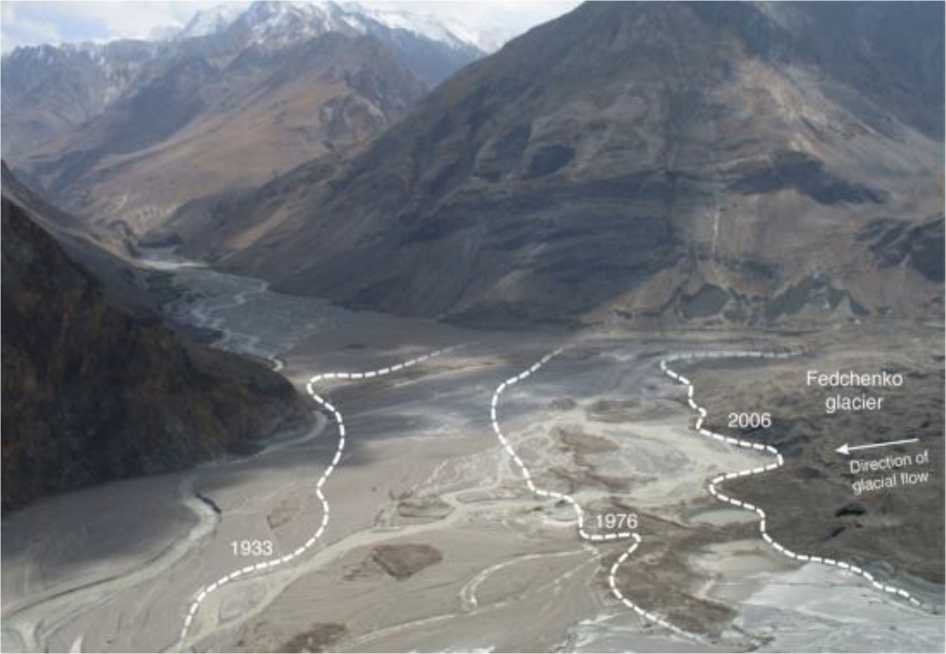 Fedchenko
glacier
2006
Direction of
glacial flow
1976
1933